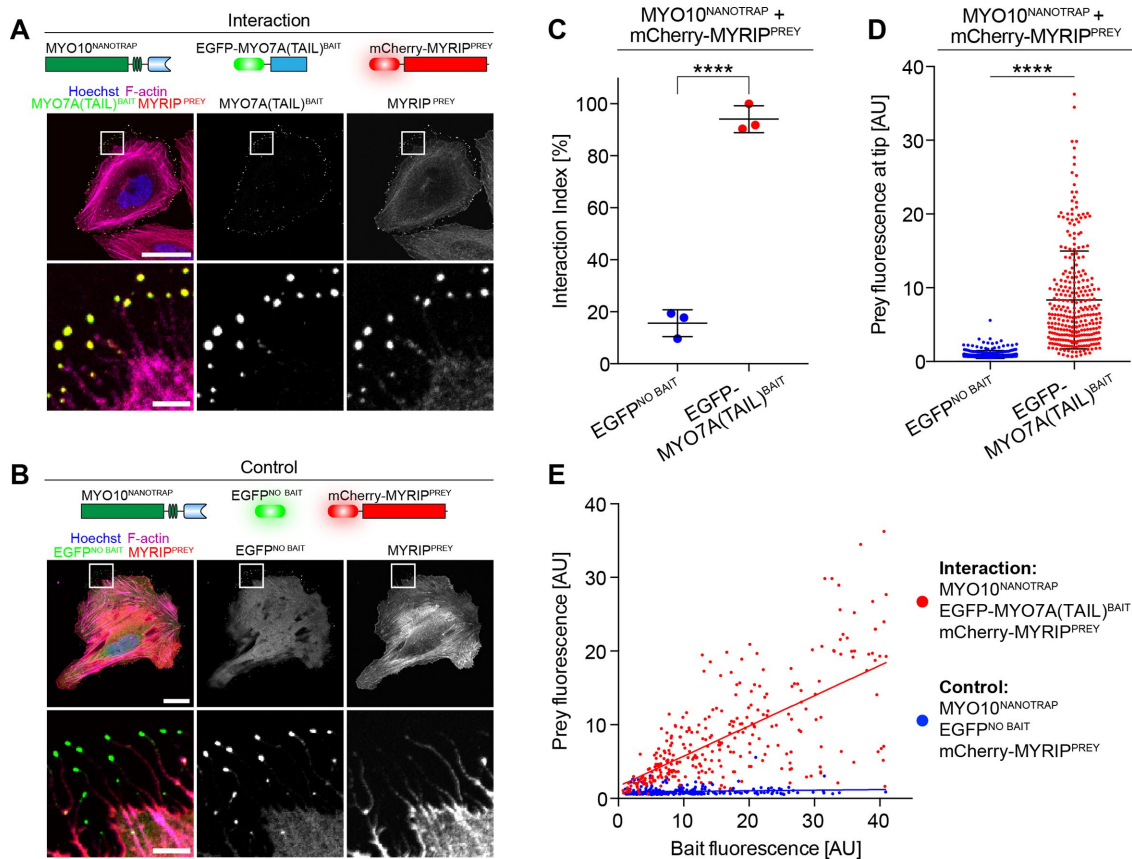 A
Interaction
MYO10NANOTRAP EGFP-MYO7A(TAIL)BAIT mCherry-MYRIPPREY
Hoechst F-actin
MYO7A(TAIL)BAIT MYRIPPREY MYO7A(TAIL)BAIT MYRIP PREY
B
Control
MYO10NANOTRAP EGFPNO BAIT mCherry-MYRIPPREY
Hoechst F-actin
EGFPNO BAIT MYRIPPREY EGFPNO BAIT MYRIPPREY
C
MYO10NANOTRAP +
mCherry-MYRIPPREY
****
Interaction Index [%]
100
80
60
40
20
0
EGFPNO BAIT
EGFP-
MYO7A(TAIL)BAIT
D
MYO10NANOTRAP +
mCherry-MYRIPPREY
****
Prey fluorescence at tip [AU]
40
30
20
10
0
EGFPNO BAIT
EGFP-
MYO7A(TAIL)BAIT
E
Prey fluorescence [AU]
40
30
20
10
0
0 10 20 30 40
Bait fluorescence [AU]
Interaction:
MYO10NANOTRAP
EGFP-MYO7A(TAIL)BAIT
mCherry-MYRIPPREY
Control:
MYO10NANOTRAP
EGFPNO BAIT
mCherry-MYRIPPREY